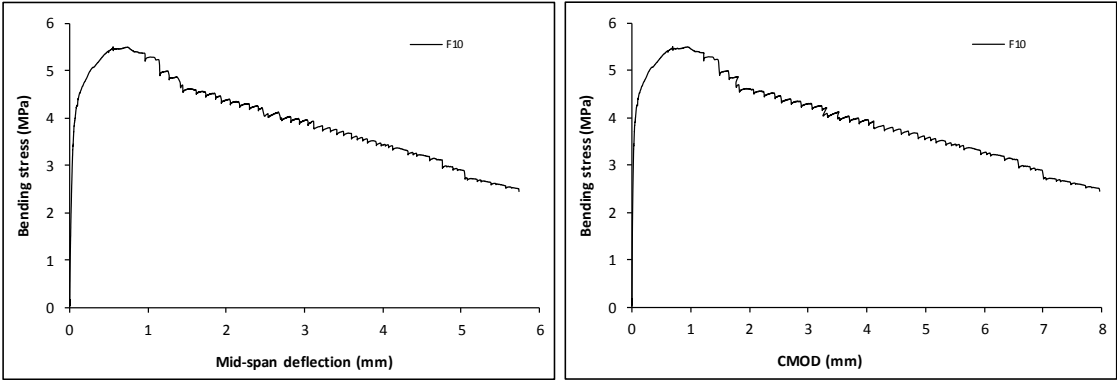 6
5
4
3
2
1
0
Bending stress (MPa)
F10
0 1 2 3 4 5 6
Mid-span deflection (mm)
6
5
4
3
2
1
0
Bending stress (MPa)
F10
0 1 2 3 4 5 6 7 8
CMOD (mm)